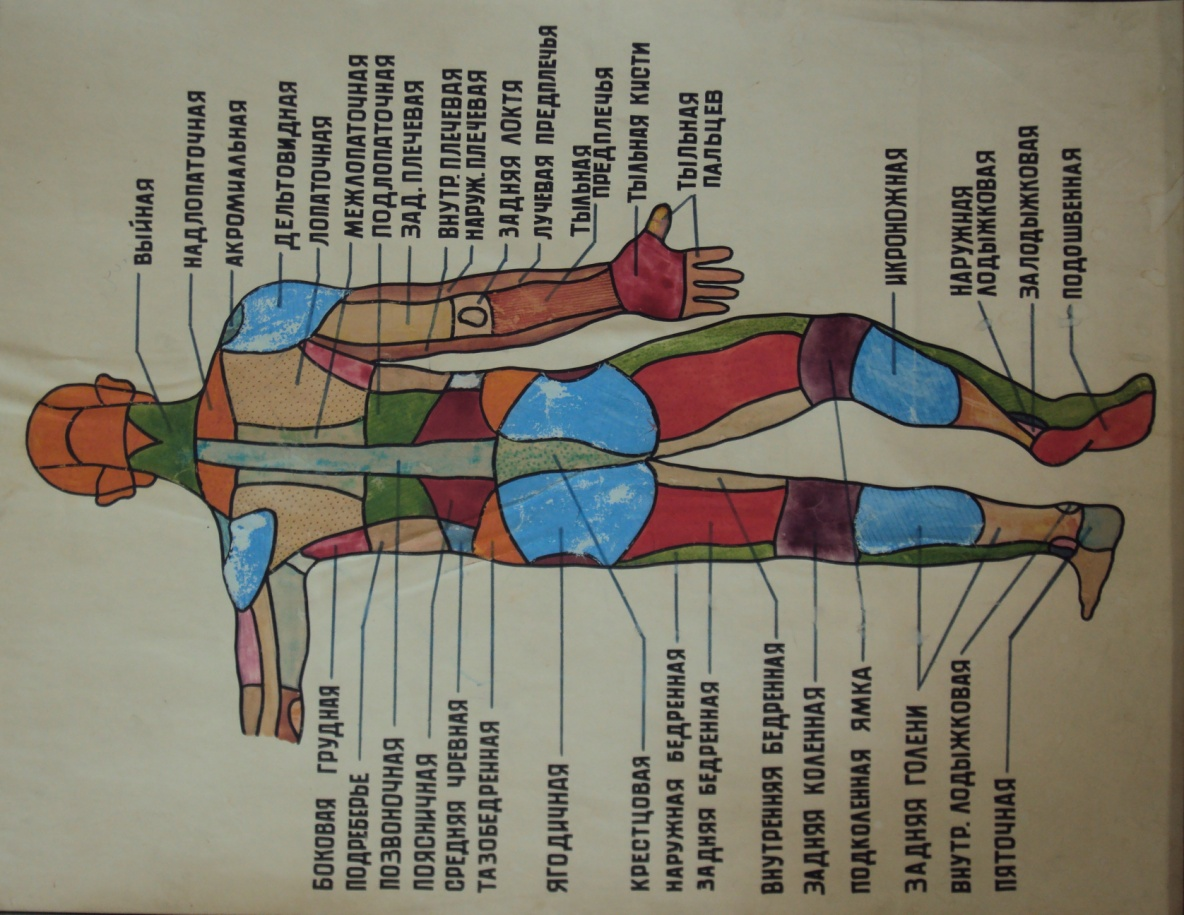 ВЫЙНАЯ
НАДЛОПАТОЧНАЯ
АКРОМИАЛЬНАЯ
ДЕЛЬТОВИДНАЯ
ЛОПАТОЧНАЯ
МЕЖЛОПАТОЧНАЯ
ПОДЛОПАТОЧНАЯ
ЗАД. ПЛЕЧЕВАЯ
ВНУТР. ПЛЕЧЕВАЯ
НАРУЖ. ПЛЕЧЕВАЯ
ЗАДНЯЯ ЛОКТЯ
ЛУЧЕВАЯ ПРЕДПЛЕЧЬЯ
ТЫЛЬНАЯ
ПРЕДПЛЕЧЬЯ
ТЫЛЬНАЯ КИСТИ
ТЫЛЬНАЯ
ПАЛЬЦЕВ
ИКРОНОЖНАЯ
НАРУЖНАЯ
ЛОДЫЖКОВАЯ
ЗАЛОДЫЖКОВАЯ
ПОДОШВЕННАЯ
БОКОВАЯ ГРУДНАЯ
ПОДРЕБЕРЬЕ
ПОЗВОНОЧНАЯ
ПОЯСНИЧНАЯ
СРЕДНЯЯ ЧРЕВНАЯ
ТАЗОБЕДРЕННАЯ
ЯГОДИЧНАЯ
КРЕСТЦОВАЯ
НАРУЖНАЯ БЕДРЕННАЯ
ЗАДНЯЯ БЕДРЕННАЯ
ВНУТРЕННЯЯ БЕДРЕННАЯ
ЗАДНЯЯ КОЛЕННАЯ
ПОДКОЛЕННАЯ ЯМКА
ЗАДНЯЯ ГОЛЕНИ
ВНУТР. ЛОДЫЖКОВАЯ
ПЯТОЧНАЯ